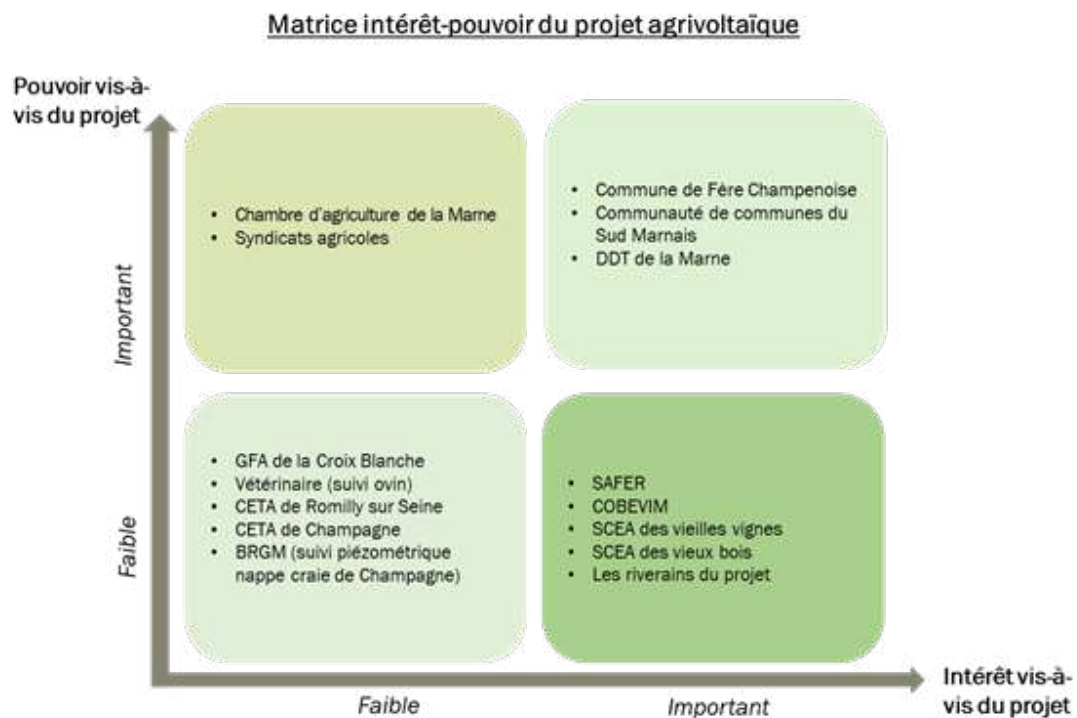 Matrice intérêt-pouvoir du projet agrivoltaïque
Pouvoir vis-à-
vis du projet
Important
Faible
• Chambre d'agriculture de la Marne
• Syndicats agricoles
• Commune de Fère Champenoise
• Communauté de communes du
Sud Marnais
• DDT de la Marne
• GFA de la Croix Blanche
• Vétérinaire (suivi ovin)
• CETA de Romilly sur Seine
• CETA de Champagne
• BRGM (suivi piézométrique
nappe craie de Champagne)
• SAFER
• COBEVIM
• SCEA des vieilles vignes
• SCEA des vieux bois
• Les riverains du projet
Faible
Important
Intérêt vis-à-
vis du projet